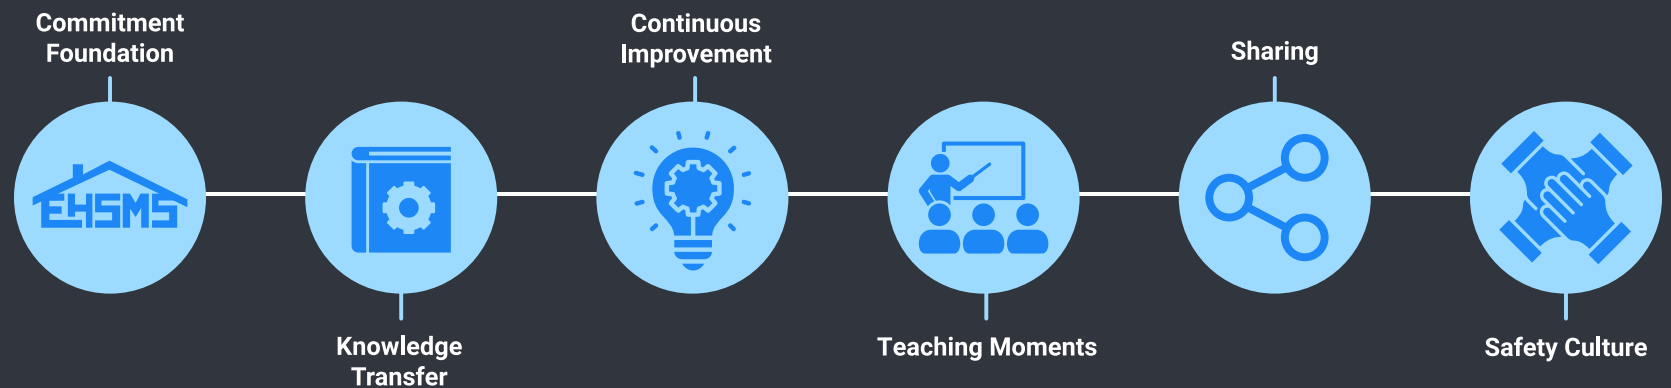 Commitment
Foundation
EHSMS
Knowledge
Transfer
Continuous
Improvement
Teaching Moments
Sharing
Safety Culture